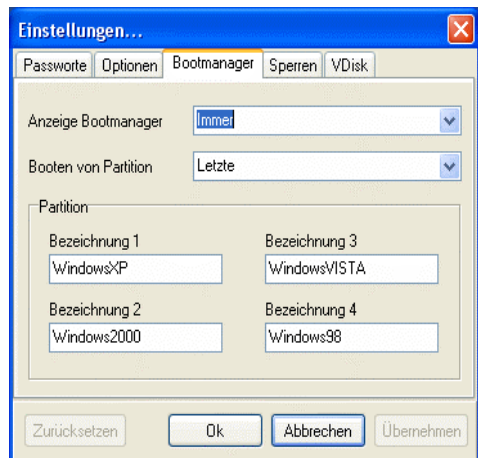 Einstellungen...
Passworte Optionen Bootmanager Sperren VDisk
Anzeige Bootmanager Immer
Booten von Partition Letzte
Partition
Bezeichnung 1 Bezeichnung 3
WindowsXP WindowsVISTA
Bezeichnung 2 Bezeichnung 4
Windows2000 Windows98
Zurücksetzen Ok Abbrechen Übernehmen